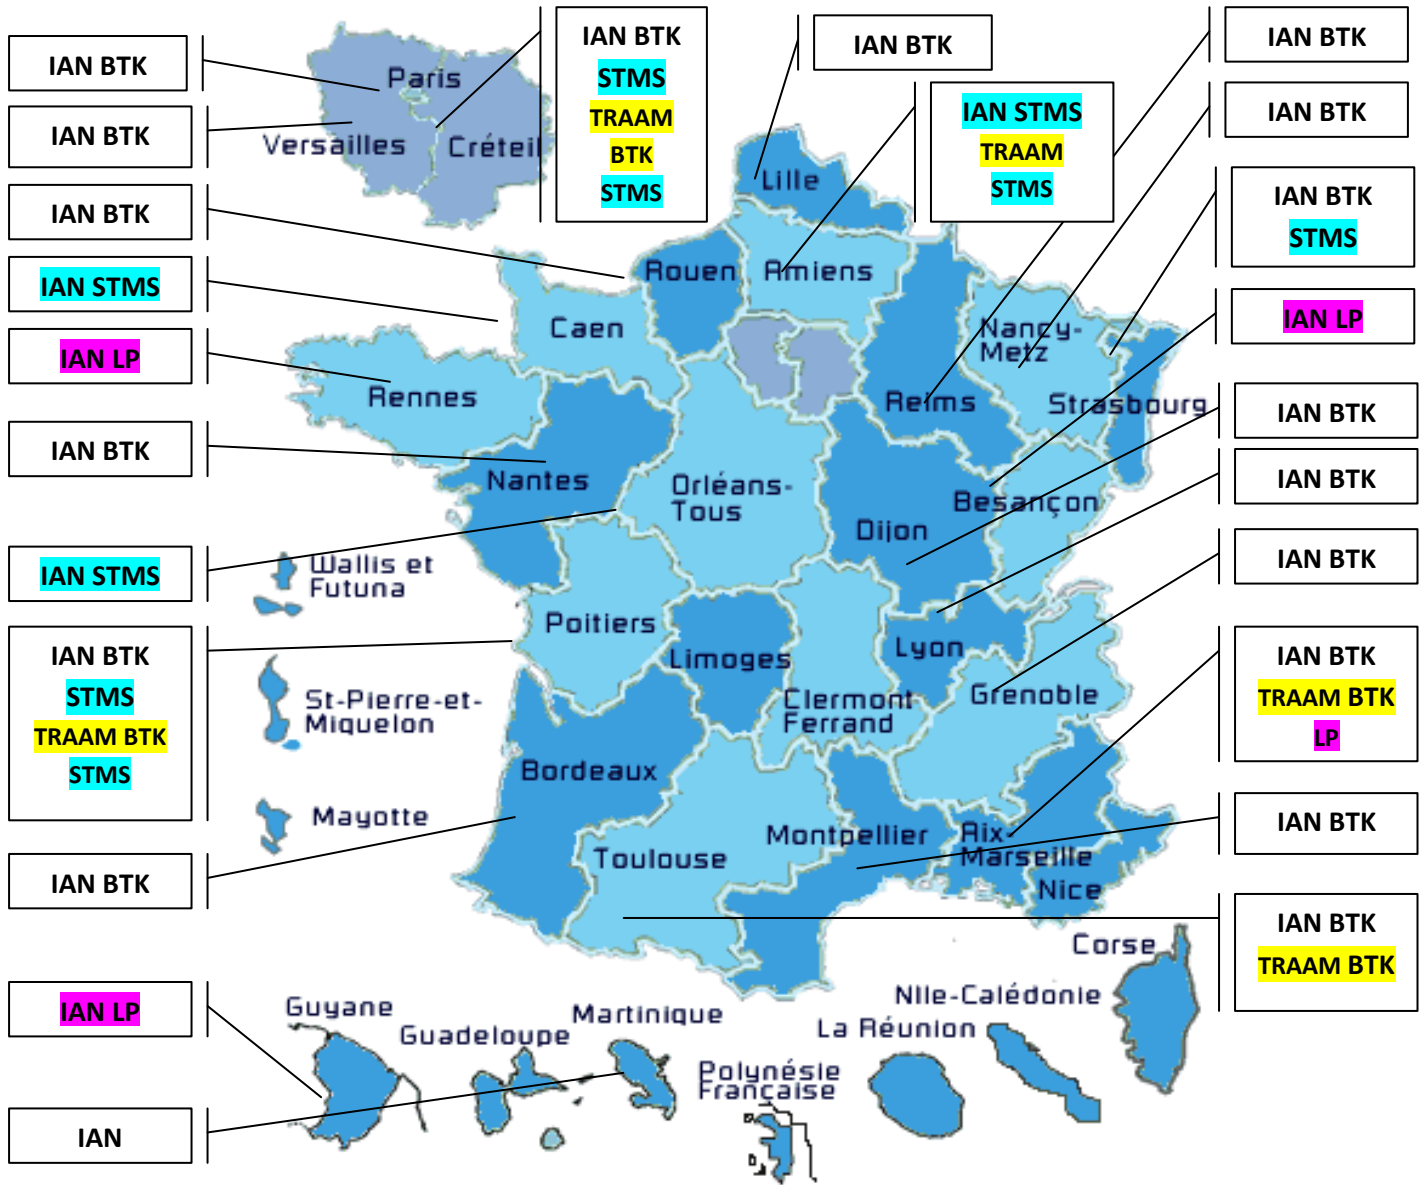 IAN BTK
IAN BTK
IAN BTK
IAN STMS
IAN LP
IAN BTK
IAN STMS
IAN BTK
STMS
TRAAM BTK
STMS
IAN BTK
IAN LP
IAN
IAN BTK
STMS
TRAAM
BTK
STMS
IAN BTK
IAN STMS
TRAAM
STMS
IAN BTK
IAN BTK
IAN BTK
STMS
IAN LP
IAN BTK
IAN BTK
IAN BTK
IAN BTK
TRAAM BTK
LP
IAN BTK
IAN BTK
TRAAM BTK
Paris
Versailles
Créteil
Lille
Rouen
Amiens
Caen
Nancy-
Metz
Rennes
Reims
Strasbourg
Nantes
Orléans-
Tous
Besançon
Dijon
Wallis et
Futuna
Poitiers
Limoges
Lyon
Clermont
Ferrand
Grenoble
St-Pierre-et-
Miquelon
Bordeaux
Mayotte
Toulouse
Montpellier
Aix-
Marseille
Nice
Corse
Guyane
Guadeloupe
Martinique
Polynésie
Française
La Réunion
Nlle-Calédonie